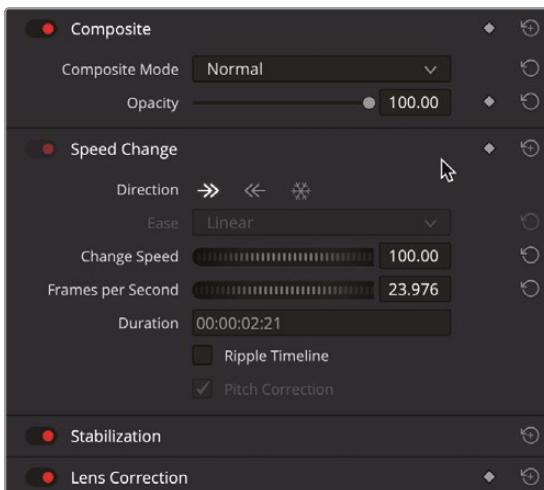 Composite
Composite Mode Normal
Opacity 100.00
Speed Change
Direction
Ease Linear
Change Speed 100.00
Frames per Second 23.976
Duration 00:00:02:21
Ripple Timeline
Pitch Correction
Stabilization
Lens Correction